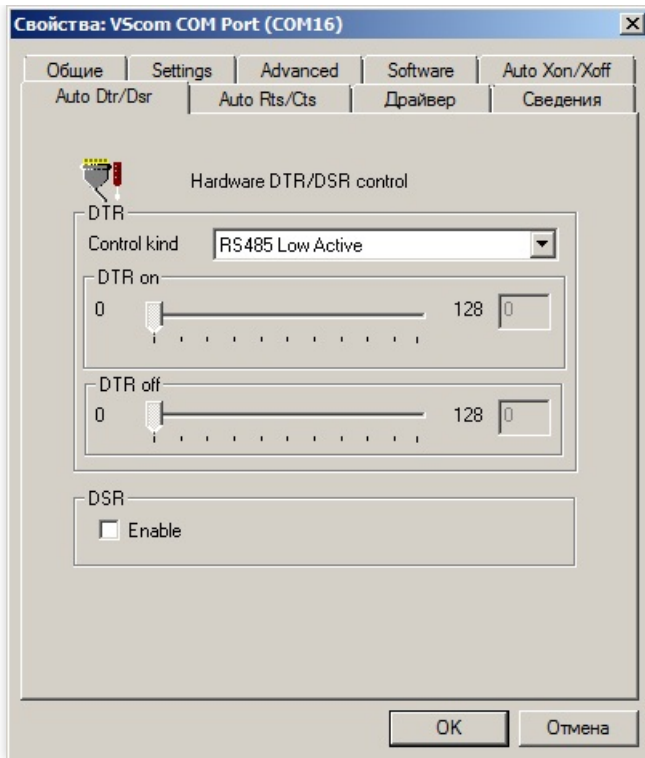 Свойства: VScom COM Port (COM16)
Общие Settings Advanced Software Auto Xon/Xoff
Auto Dtr/Dsr Auto Rts/Cts Драйвер Сведения
Hardware DTR/DSR control
DTR
Control kind RS485 Low Active
DTR on
0 128 0
DTR off
0 128 0
DSR
Enable
OK Отмена